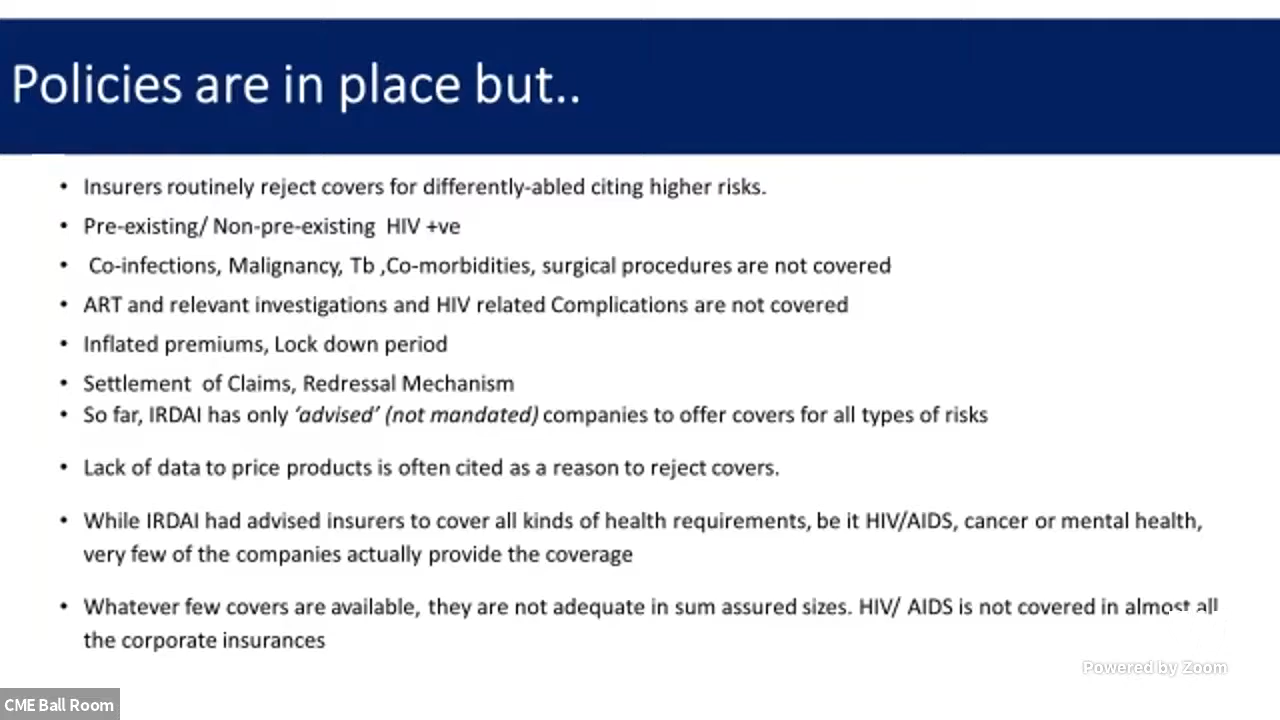 Policies are in place but..
• Insurers routinely reject covers for differently-abled citing higher risks.
• Pre-existing/ Non-pre-existing HIV +ve
• Co-infections, Malignancy, Tb ,Co-morbidities, surgical procedures are not covered
• ART and relevant investigations and HIV related Complications are not covered
• Inflated premiums, Lock down period
• Settlement of Claims, Redressal Mechanism
• So far, IRDAI has only ‘advised’ (not mandated) companies to offer covers for all types of risks
• Lack of data to price products is often cited as a reason to reject covers.
• While IRDAI had advised insurers to cover all kinds of health requirements, be it HIV/AIDS, cancer or mental health,
very few of the companies actually provide the coverage
• Whatever few covers are available, they are not adequate in sum assured sizes. HIV/ AIDS is not covered in almost all
the corporate insurances
Powered by Zoom
CME Ball Room